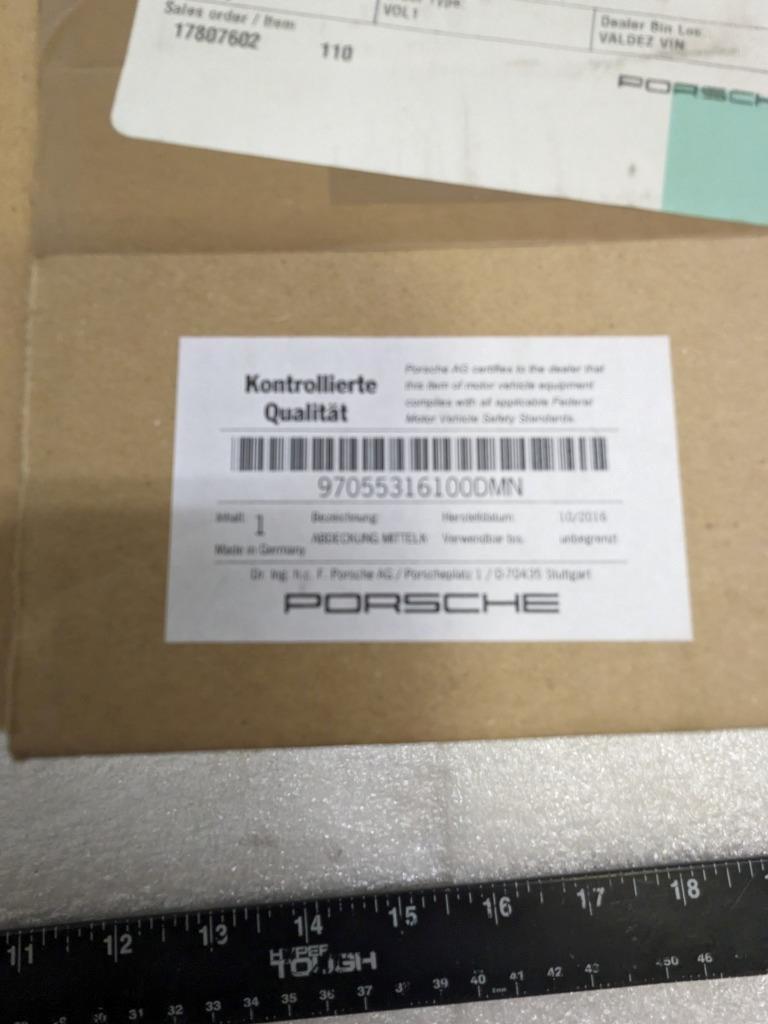 Sales order / Item
17807602 110
Type:
VOL1
Dealer Bin Loc
VALDEZ VIN
PORSCHE
Kontrollierte
Qualität
Porsche AG certifies to the dealer that
this item of motor vehicle equipment
complies with all applicable Federal
Motor Vehicle Safety Standards.
97055316100DMN
Inhalt 1 Bezeichnung Herstelldatum 10/2016
ABDECKUNG MITTELK Verwendbar bis unbegrenzt
Made in Germany
Dr. Ing. h.c. F. Porsche AG / Porscheplatz 1 / D-70435 Stuttgart
PORSCHE
11 12 13 14 15 16 17 18
HYPER
TOUGH
31 32 33 34 35 36 37 38 39 40 41 42 43 46